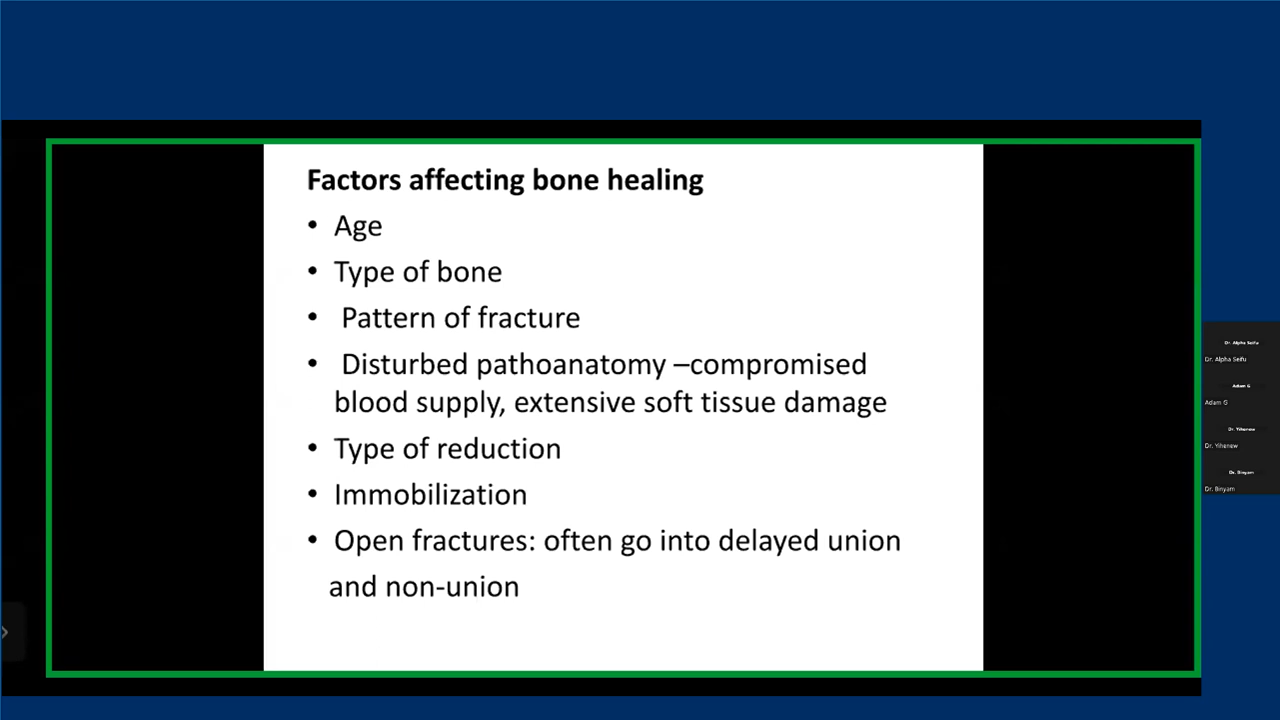 Factors affecting bone healing
• Age
• Type of bone
• Pattern of fracture
• Disturbed pathoanatomy –compromised
blood supply, extensive soft tissue damage
• Type of reduction
• Immobilization
• Open fractures: often go into delayed union
and non-union
Dr. Alpha Seifu
Dr. Alpha Seifu
Adam G
Adam G
Dr. Yihenew
Dr. Yihenew
Dr. Binyam
Dr. Binyam